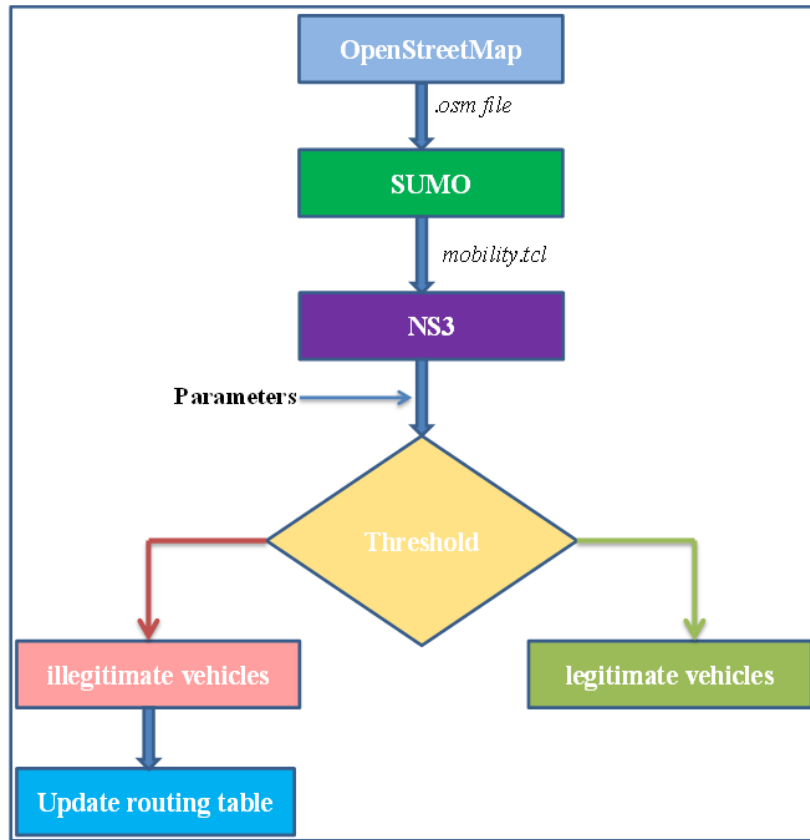 OpenStreetMap
.osm file
SUMO
mobility.tcl
NS3
Parameters
Threshold
illegitimate vehicles
legitimate vehicles
Update routing table